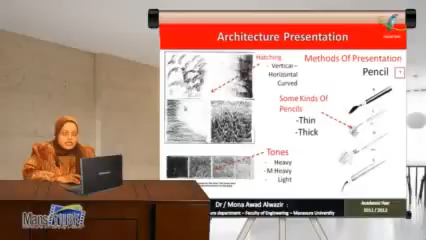 Architecture Presentation
Hatching
- Vertical –
Horizontal
Curved
Methods Of Presentation
Pencil
Some Kinds Of
Pencils
-Thin
-Thick
Tones
- Heavy
- M Heavy
Light
Dr / Mona Awad Alwazir :
department – Faculty of Engineering – Mansoura University
Academic Year
2011 / 2012